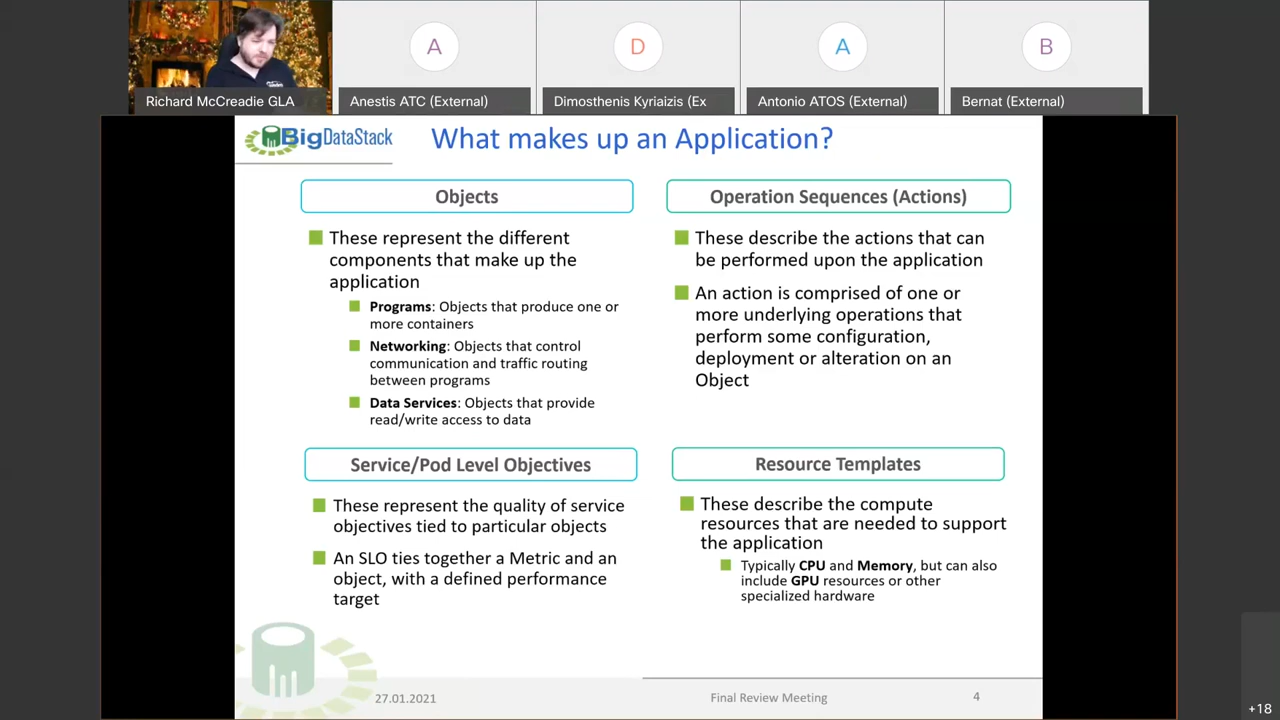 A
D
A
B
Richard McCreadie GLA
Anestis ATC (External)
Dimosthenis Kyriaizis (Ex
Antonio ATOS (External)
Bernat (External)
BigDataStack
What makes up an Application?
Objects
These represent the different
components that make up the
application
Programs: Objects that produce one or
more containers
Networking: Objects that control
communication and traffic routing
between programs
Data Services: Objects that provide
read/write access to data
Operation Sequences (Actions)
These describe the actions that can
be performed upon the application
An action is comprised of one or
more underlying operations that
perform some configuration,
deployment or alteration on an
Object
Service/Pod Level Objectives
These represent the quality of service
objectives tied to particular objects
An SLO ties together a Metric and an
object, with a defined performance
target
Resource Templates
These describe the compute
resources that are needed to support
the application
Typically CPU and Memory, but can also
include GPU resources or other
specialized hardware
27.01.2021
Final Review Meeting
4
+18